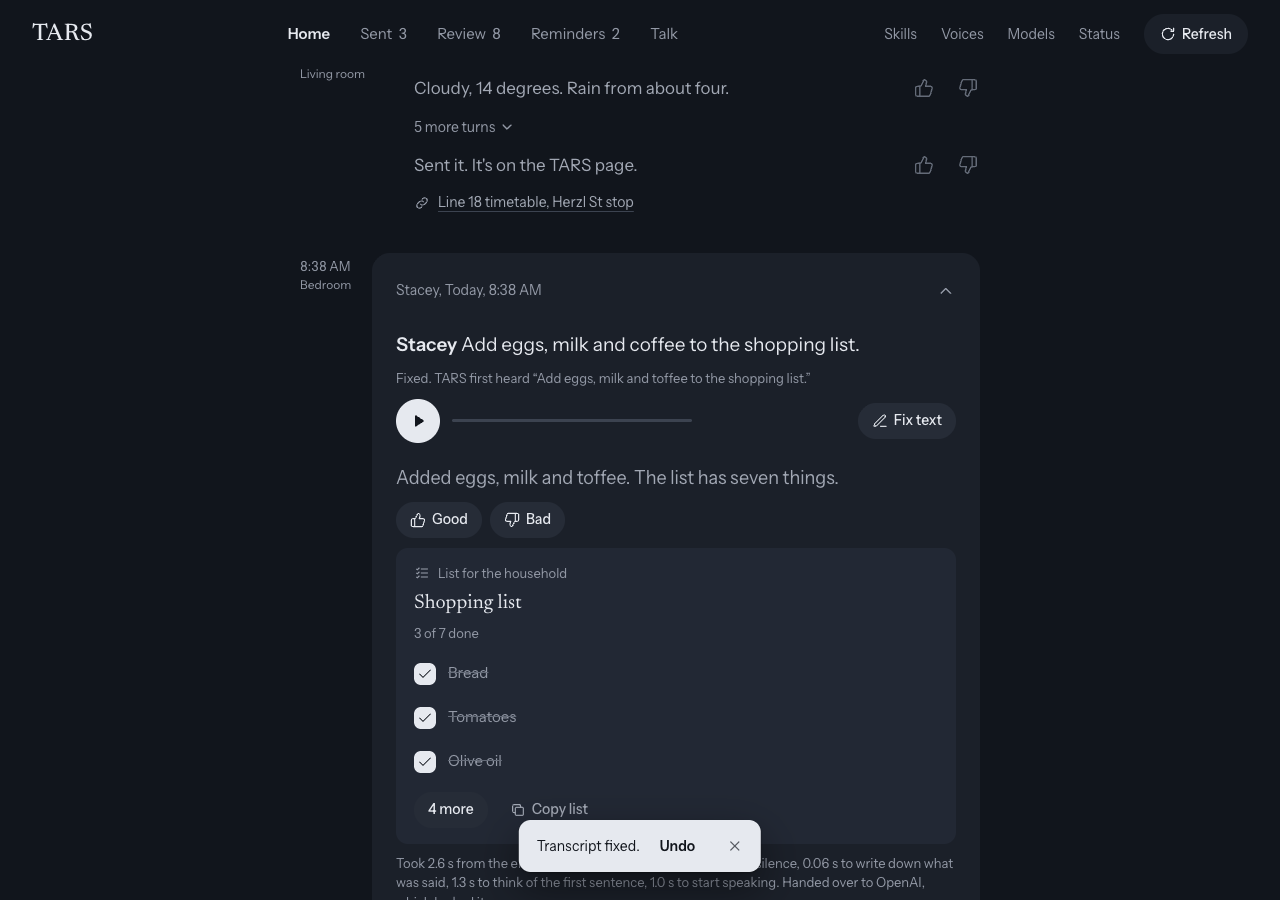 TARS
Home
Sent 3
Review 8
Reminders 2
Talk
Skills
Voices
Models
Status
Refresh
Living room
Cloudy, 14 degrees. Rain from about four.
5 more turns
Sent it. It's on the TARS page.
Line 18 timetable, Herzl St stop
8:38 AM
Bedroom
Stacey, Today, 8:38 AM
Stacey Add eggs, milk and coffee to the shopping list.
Fixed. TARS first heard “Add eggs, milk and toffee to the shopping list.”
Fix text
Added eggs, milk and toffee. The list has seven things.
Good
Bad
List for the household
Shopping list
3 of 7 done
Bread
Tomatoes
Olive oil
4 more
Copy list
Transcript fixed.
Undo
Took 2.6 s from the silence, 0.06 s to write down what
was said, 1.3 s to think of the first sentence, 1.0 s to start speaking. Handed over to OpenAI,